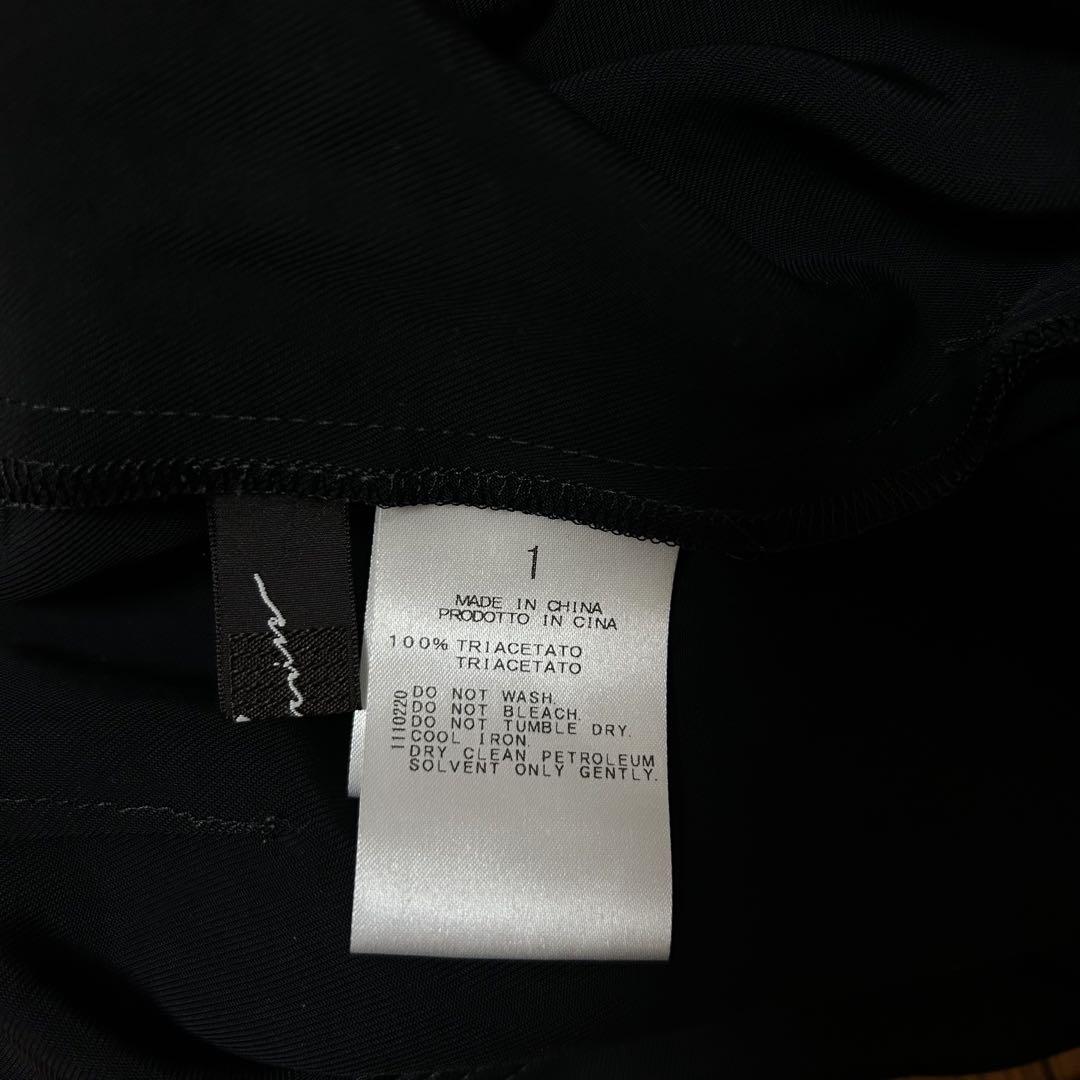 1
MADE IN CHINA
PRODOTTO IN CINA
100% TRIACETATO
TRIACETATO
1110220
DO NOT WASH.
DO NOT BLEACH.
DO NOT TUMBLE DRY.
COOL IRON.
DRY CLEAN PETROLEUM
SOLVENT ONLY GENTLY.